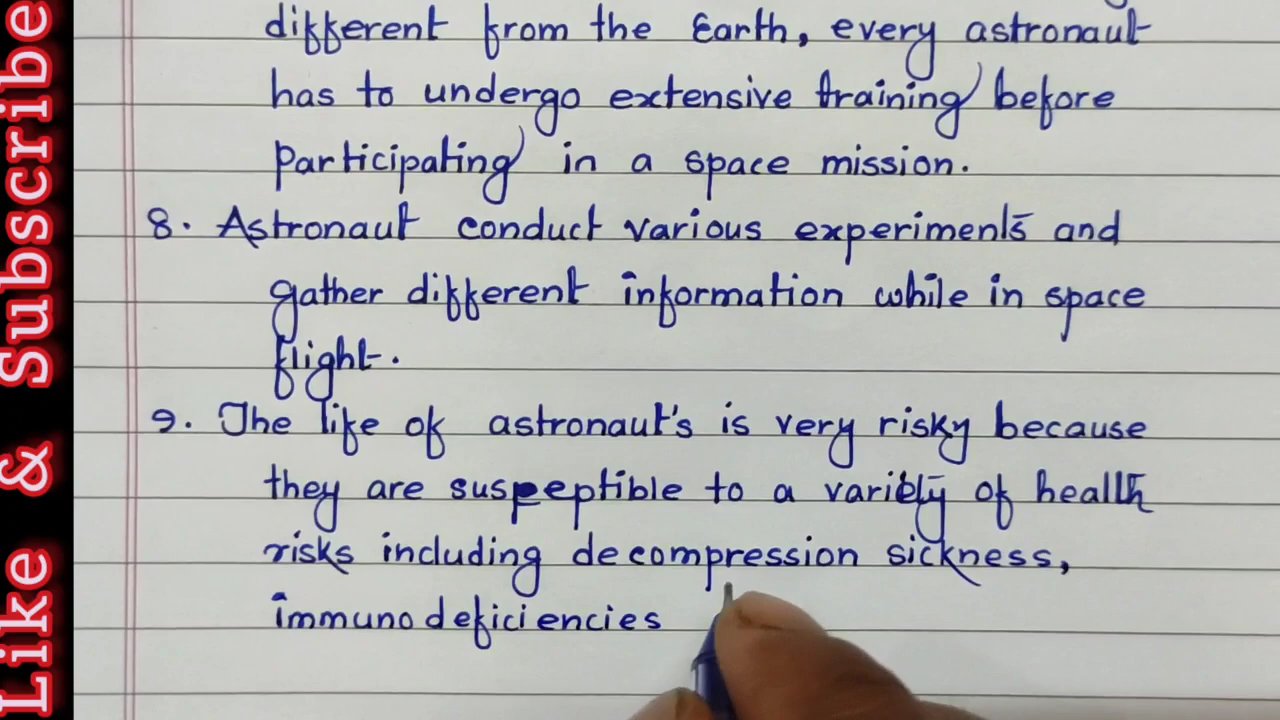 different from the Earth, every astronaut
has to undergo extensive training before
participating in a space mission.
8. Astronaut conduct various experiments and
gather different information while in space
flight.
9. The life of astronaut's is very risky because
they are suspeptible to a variety of health
risks including decompression sickness,
immunodeficiencies
Like & Subscribe